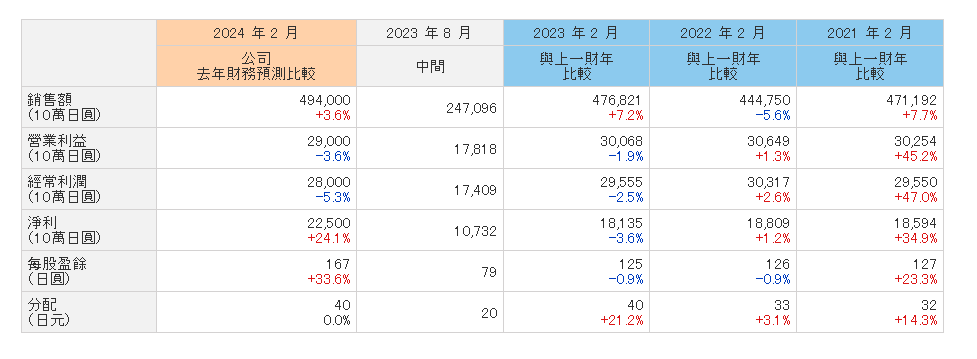 2024 年 2 月 2023 年 8 月 2023 年 2 月 2022 年 2 月 2021 年 2 月
公司
去年財務預測比較
中間
與上一財年
比較
與上一財年
比較
與上一財年
比較
銷售額
(10萬日圓)
494,000
+3.6%
247,096
476,821
+7.2%
444,750
-5.6%
471,192
+7.7%
營業利益
(10萬日圓)
29,000
-3.6%
17,818
30,068
-1.9%
30,649
+1.3%
30,254
+45.2%
經常利潤
(10萬日圓)
28,000
-5.3%
17,409
29,555
-2.5%
30,317
+2.6%
29,550
+47.0%
淨利
(10萬日圓)
22,500
+24.1%
10,732
18,135
-3.6%
18,809
+1.2%
18,594
+34.9%
每股盈餘
(日圓)
167
+33.6%
79
125
-0.9%
126
-0.9%
127
+23.3%
分配
(日元)
40
0.0%
20
40
+21.2%
33
+3.1%
32
+14.3%